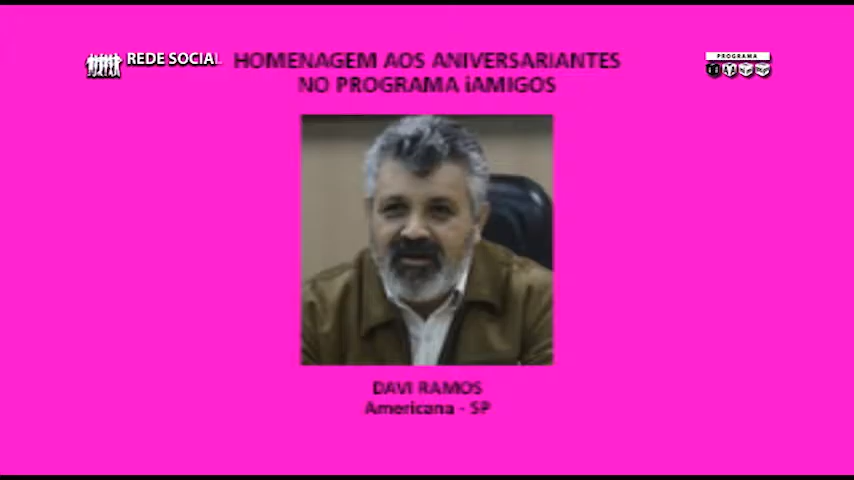 REDE SOCIAL
HOMENAGEM AOS ANIVERSARIANTES
NO PROGRAMA iAMIGOS
PROGRAMA
DAVI RAMOS
Americana - SP